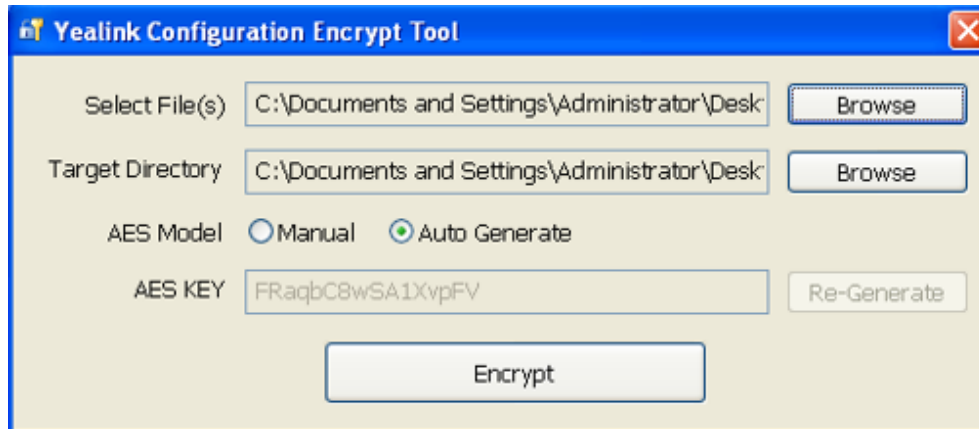 Yealink Configuration Encrypt Tool
Select File(s) C:\Documents and Settings\Administrator\Desk Browse
Target Directory C:\Documents and Settings\Administrator\Desk Browse
AES Model Manual Auto Generate
AES KEY FRaqbC8wSA1XvpFV Re-Generate
Encrypt